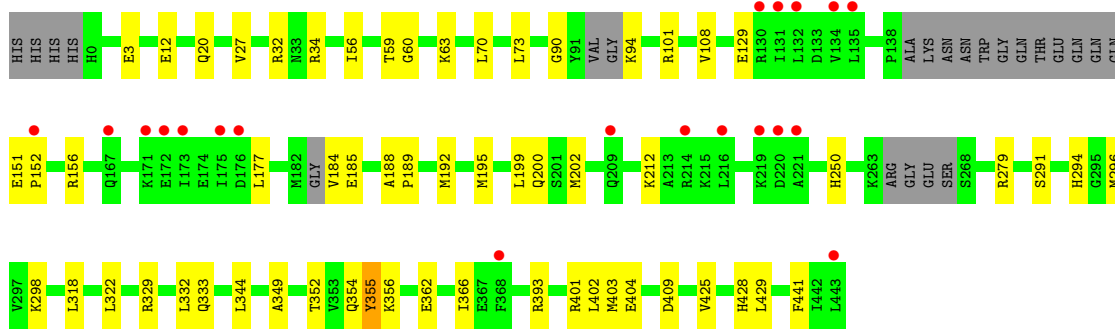 HIS HIS HIS HIS H0 E3 E12 Q20 V27 R32 N33 R34 I56 T59 G60 K63 L70 L73 G90 Y91 VAL GLY K94 R101 V108 E129 R130 I131 L132 D133 V134 L135 P138 ALA LYS ASN ASN TRP GLY GLN THR GLU GLN GLN GLN
E151 P152 R156 Q167 K171 E172 I173 E174 I175 D176 L177 M182 GLY V184 E185 A188 P189 M192 M195 L199 Q200 S201 M202 Q209 K212 A213 R214 K215 L216 K219 D220 A221 H250 K263 ARG GLY GLU SER S268 R279 S291 H294 G295 M296
V297 K298 L318 L322 R329 L332 Q333 L344 A349 T352 V353 Q354 Y355 K356 E362 I366 E367 F368 R393 R401 L402 M403 E404 D409 V425 H428 L429 F441 I442 L443